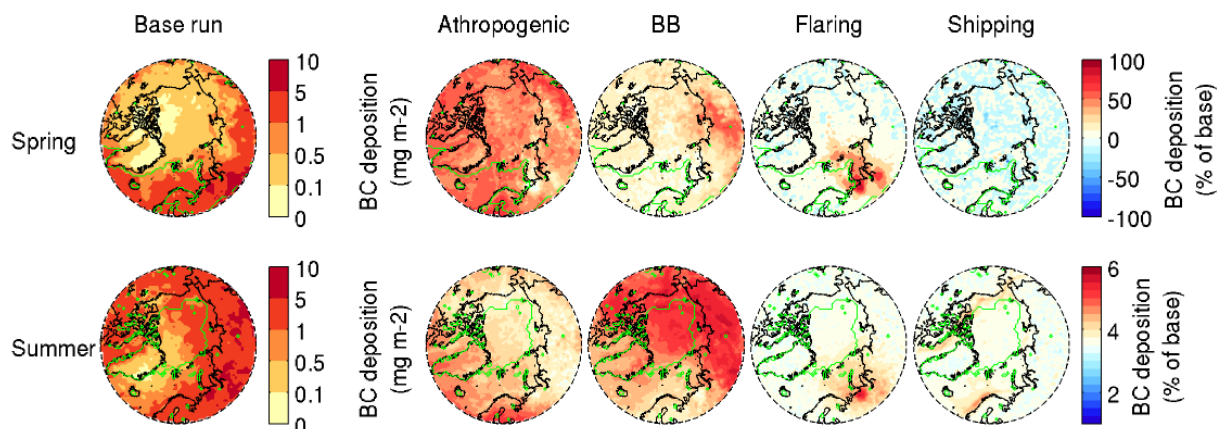 Base run Athropogenic BB Flaring Shipping
Spring
10
5
1
0.5
0.1
0
BC deposition
(mg m-2)
100
50
0
-50
-100
BC deposition
(% of base)
Summer
10
5
1
0.5
0.1
0
BC deposition
(mg m-2)
6
4
2
BC deposition
(% of base)